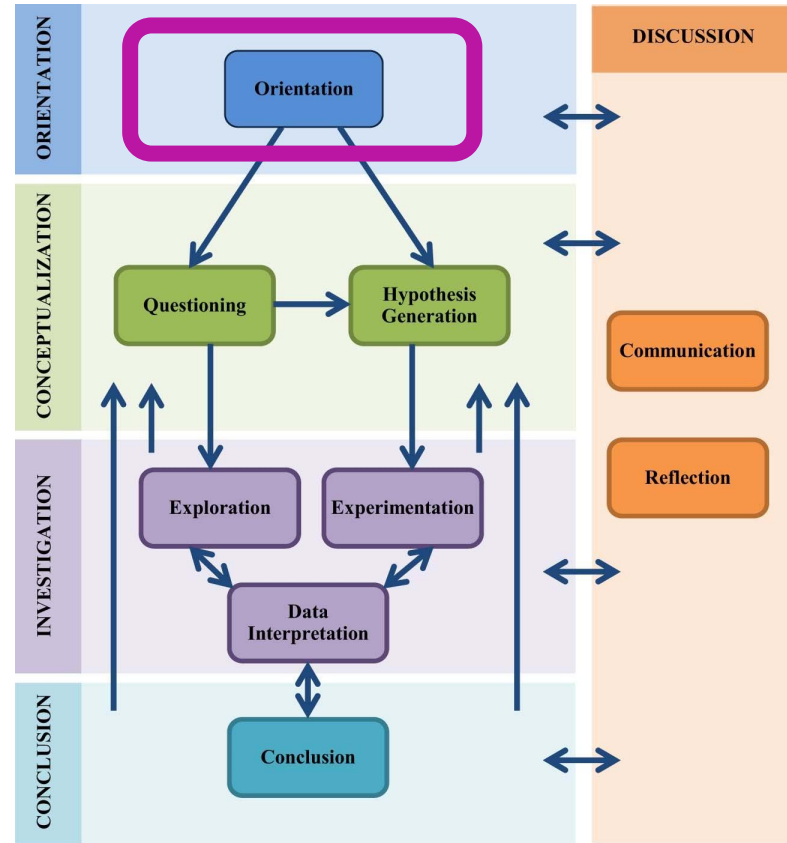 ORIENTATION
Orientation
CONCEPTUALIZATION
Questioning
Hypothesis
Generation
INVESTIGATION
Exploration
Experimentation
Data
Interpretation
CONCLUSION
Conclusion
DISCUSSION
Communication
Reflection